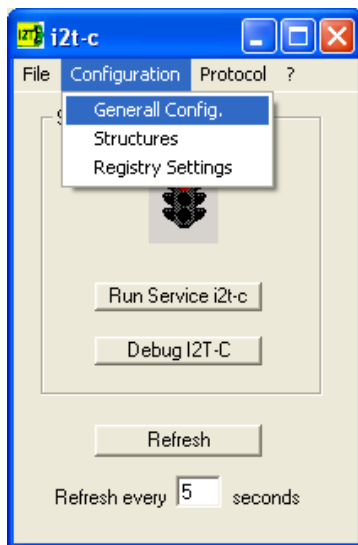 i2t-c
File Configuration Protocol ?
Generall Config.
Structures
Registry Settings
Run Service i2t-c
Debug I2T-C
Refresh
Refresh every 5 seconds